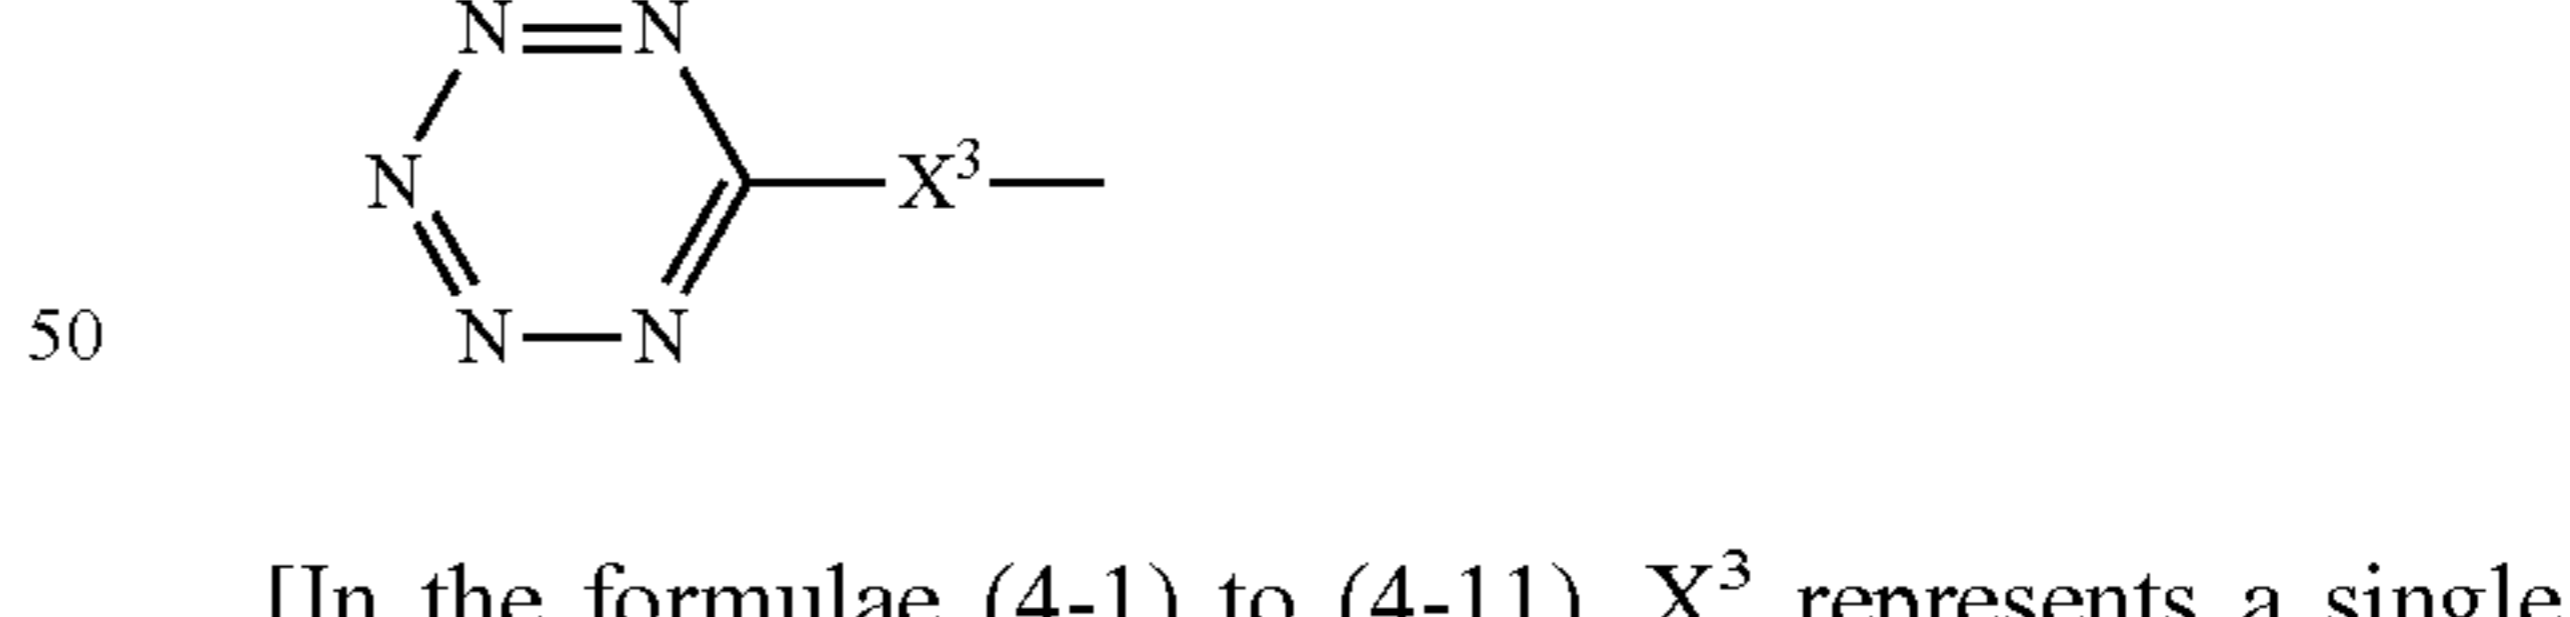 N=N
N X³
50 N—N
[In the formulae (4-1) to (4-11), X³ represents a single